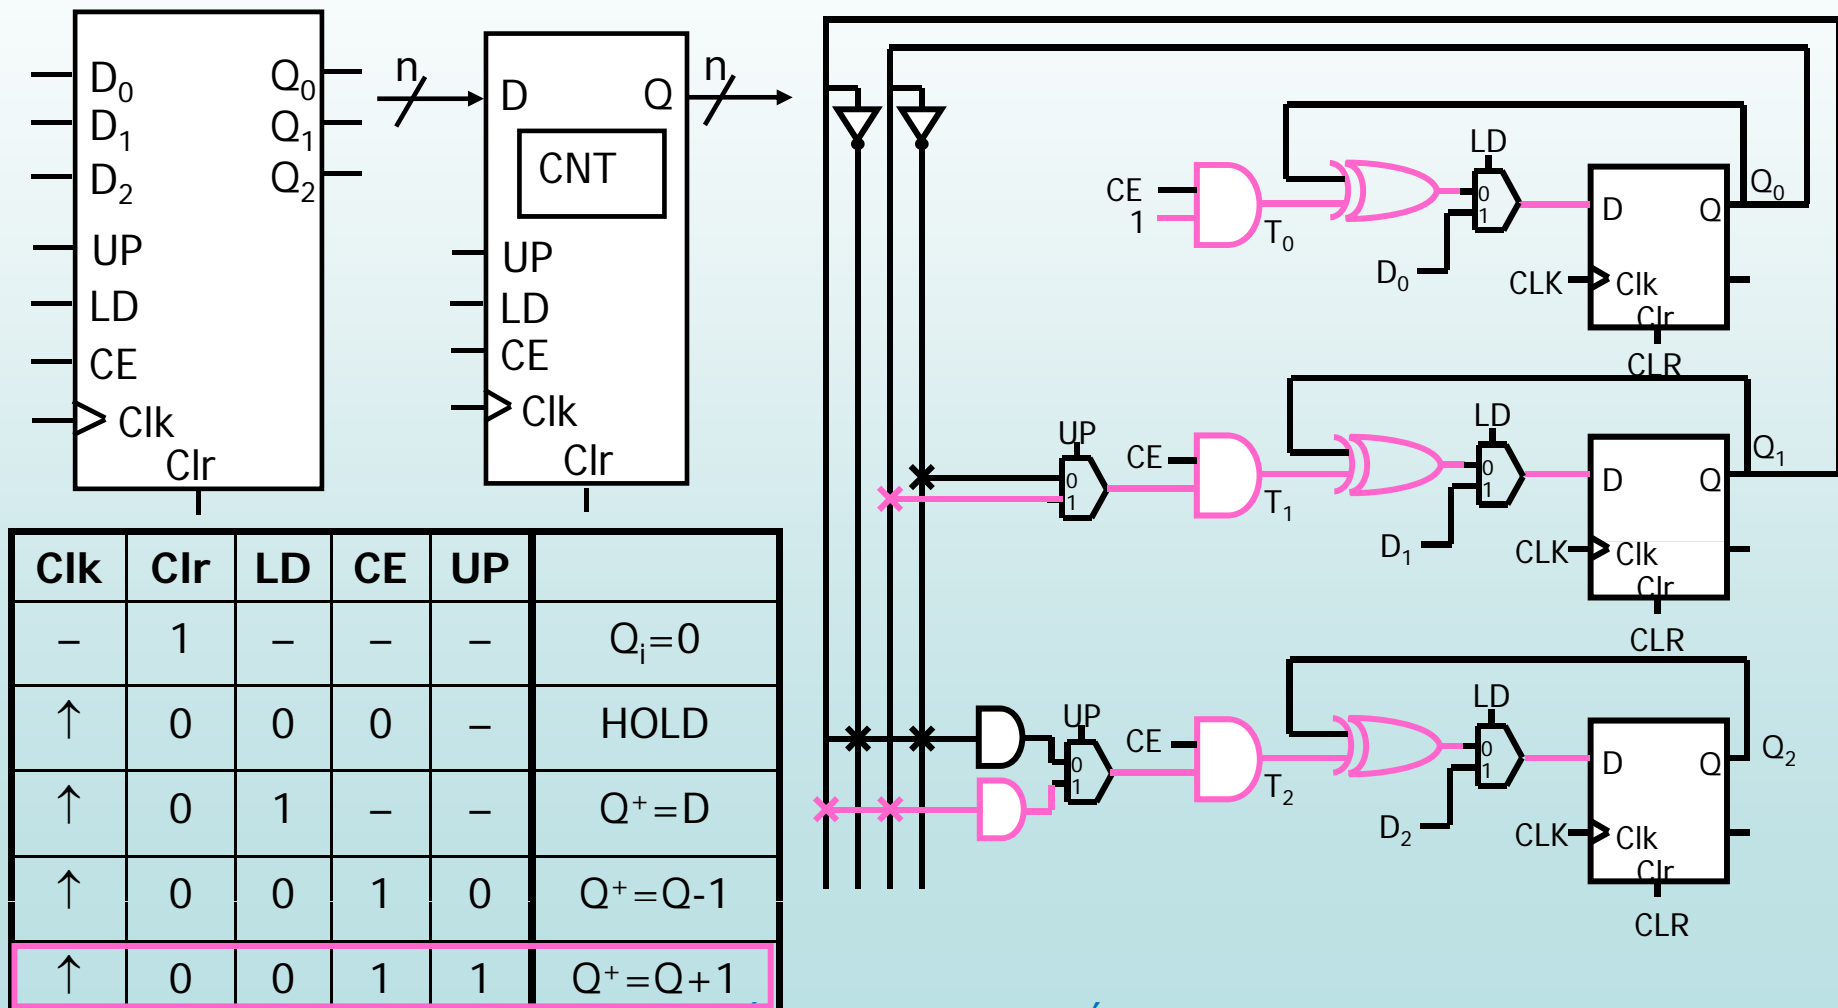 D₀ Q₀
D₁ Q₁
D₂ Q₂
UP
LD
CE
Clk
Clr
n n
D Q
CNT
UP
LD
CE
Clk
Clr
Clk Clr LD CE UP
– 1 – – – Qᵢ=0
↑ 0 0 0 – HOLD
↑ 0 1 – – Q⁺=D
↑ 0 0 1 0 Q⁺=Q-1
↑ 0 0 1 1 Q⁺=Q+1
LD
CE 0 Q₀
1 1 D Q
T₀
D₀ CLK Clk
Clr
CLR
UP LD
CE 0 Q₁
0 1 D Q
1 T₁
D₁ CLK Clk
Clr
CLR
UP LD
CE 0 Q₂
0 1 D Q
1 T₂
D₂ CLK Clk
Clr
CLR